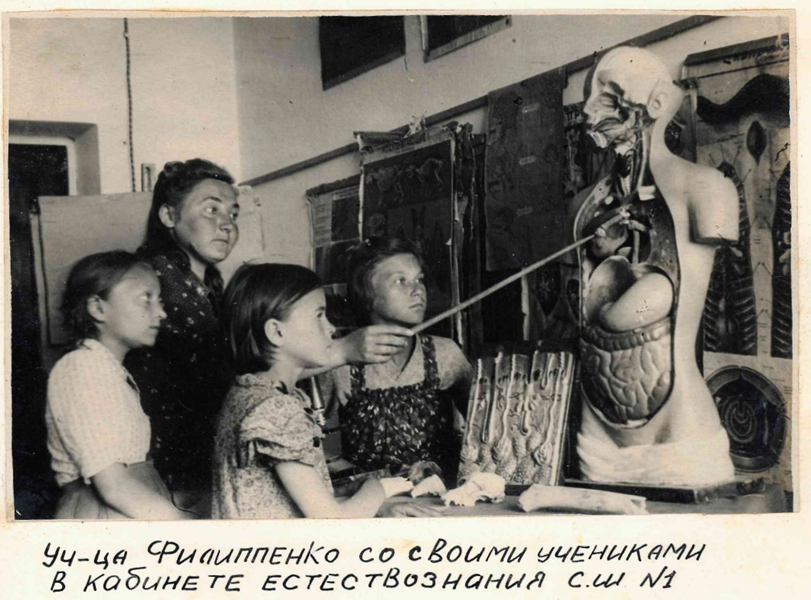 Уч-ца Филиппенко со своими учениками
в кабинете естествознания с.ш №1